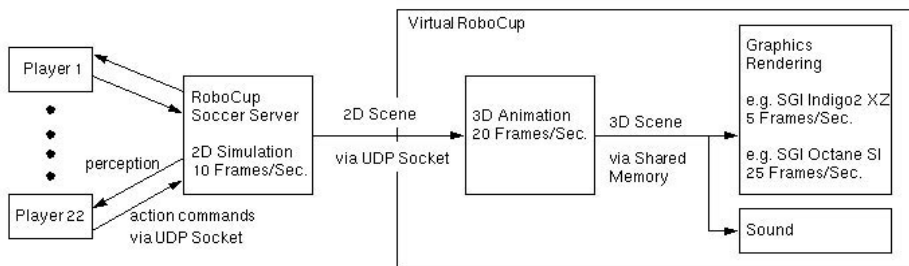 Virtual RoboCup
Player 1
perception
Player 22
action commands
via UDP Socket
RoboCup
Soccer Server
2D Simulation
10 Frames/Sec.
2D Scene
via UDP Socket
3D Animation
20 Frames/Sec.
3D Scene
via Shared
Memory
Graphics
Rendering
e.g. SGI Indigo2 XZ
5 Frames/Sec.
e.g. SGI Octane SI
25 Frames/Sec.
Sound